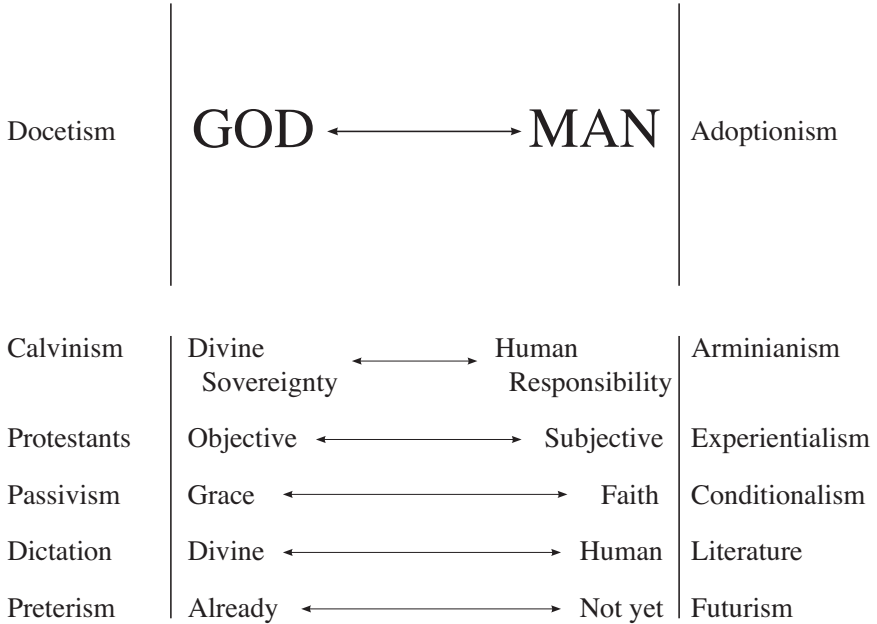 Docetism GOD MAN Adoptionism
Calvinism Divine Human Arminianism
Sovereignty Responsibility
Protestants Objective Subjective Experientialism
Passivism Grace Faith Conditionalism
Dictation Divine Human Literature
Preterism Already Not yet Futurism